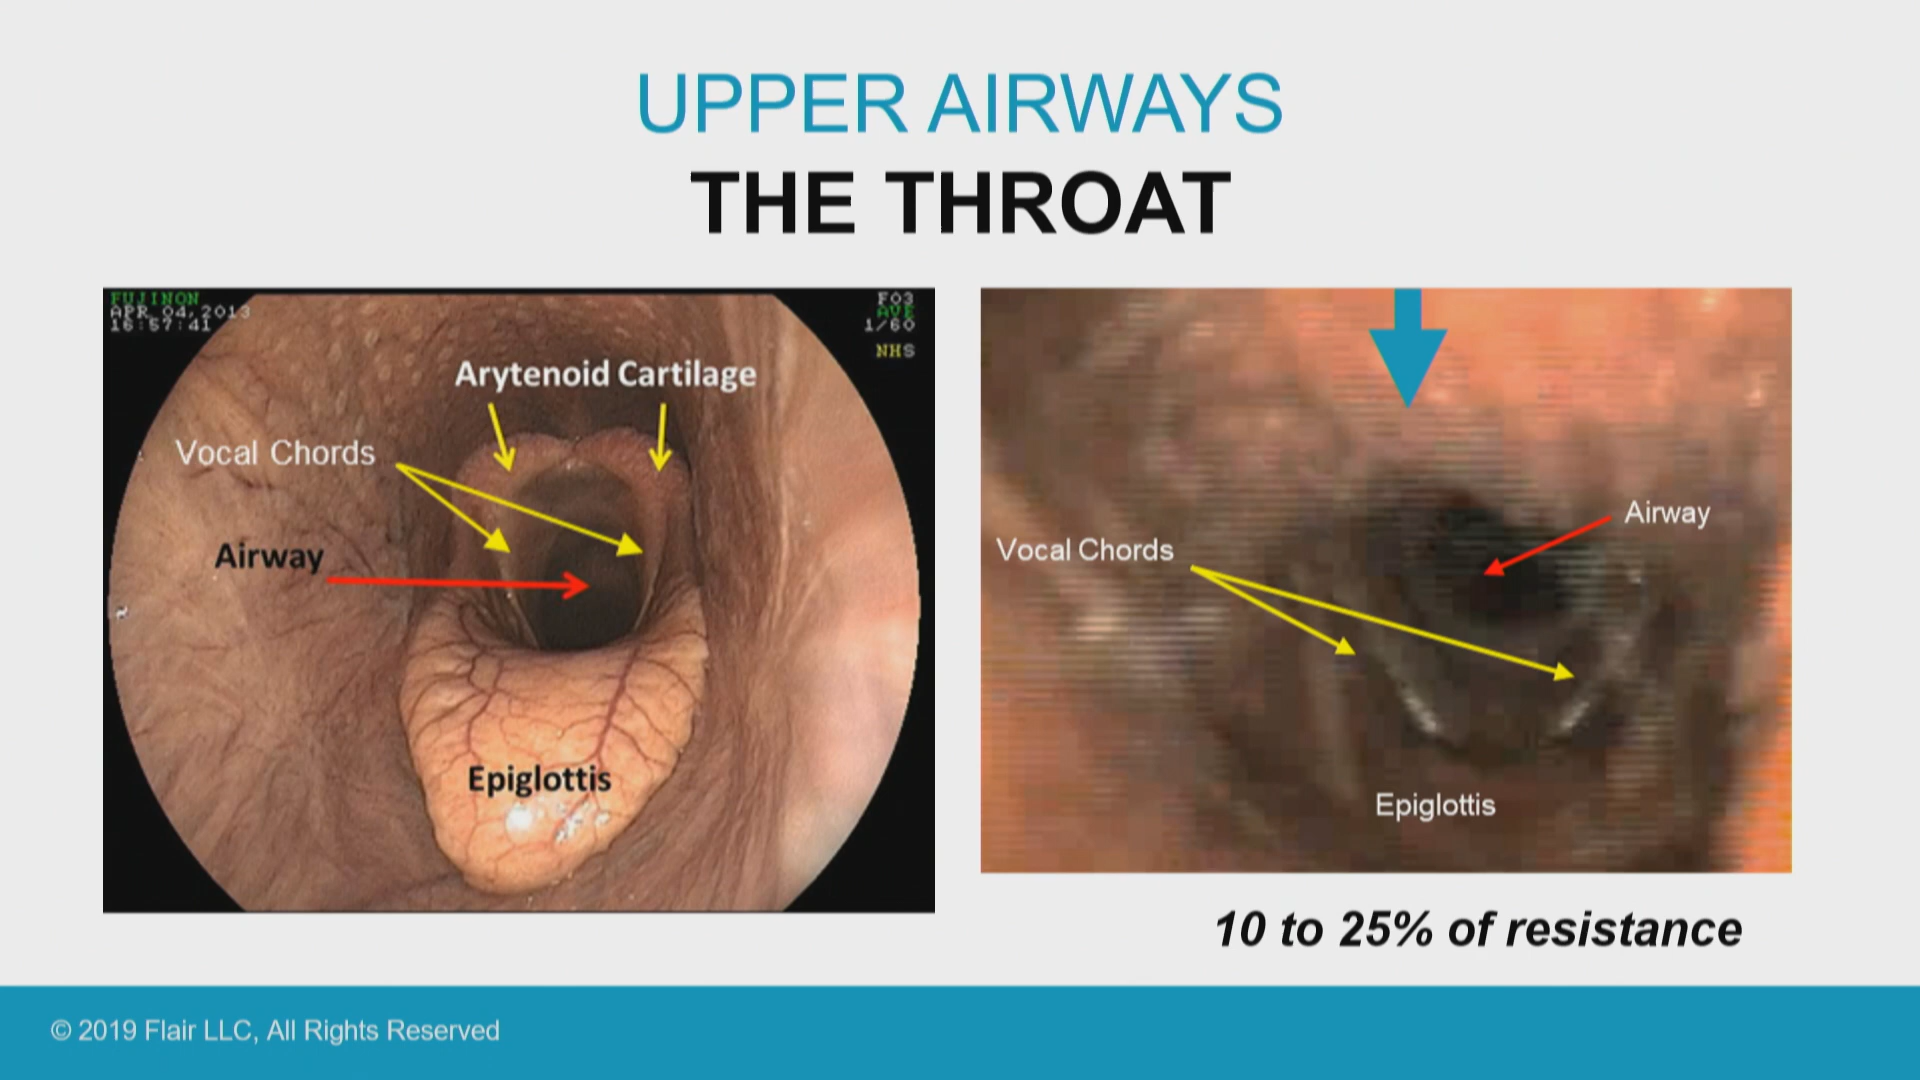 UPPER AIRWAYS
THE THROAT
FUJINON
APR 04,2013
16:57:41
F03
AVE
1/60
NHS
Arytenoid Cartilage
Vocal Chords
Airway
Epiglottis
Airway
Vocal Chords
Epiglottis
10 to 25% of resistance
© 2019 Flair LLC, All Rights Reserved